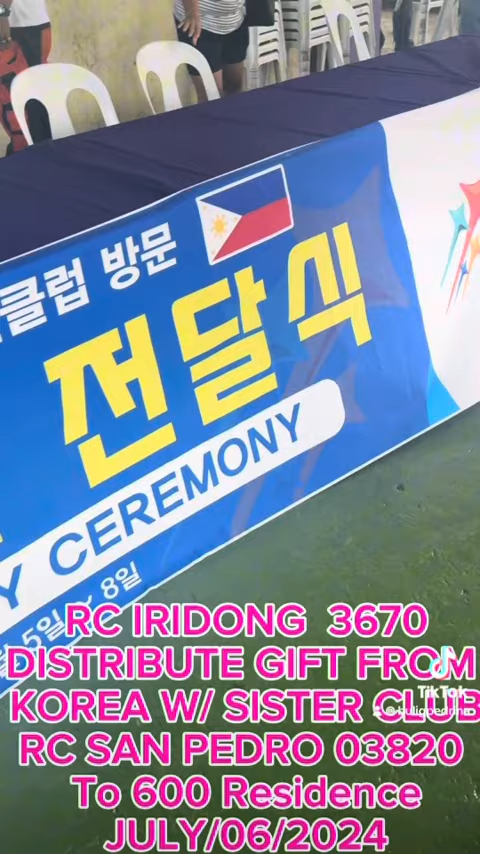 클럽 방문
전달식
Y CEREMONY
5일 ~ 8일
RC IRIDONG 3670
DISTRIBUTE GIFT FROM
KOREA W/ SISTER CLUB
RC SAN PEDRO 03820
To 600 Residence
JULY/06/2024
TikTok